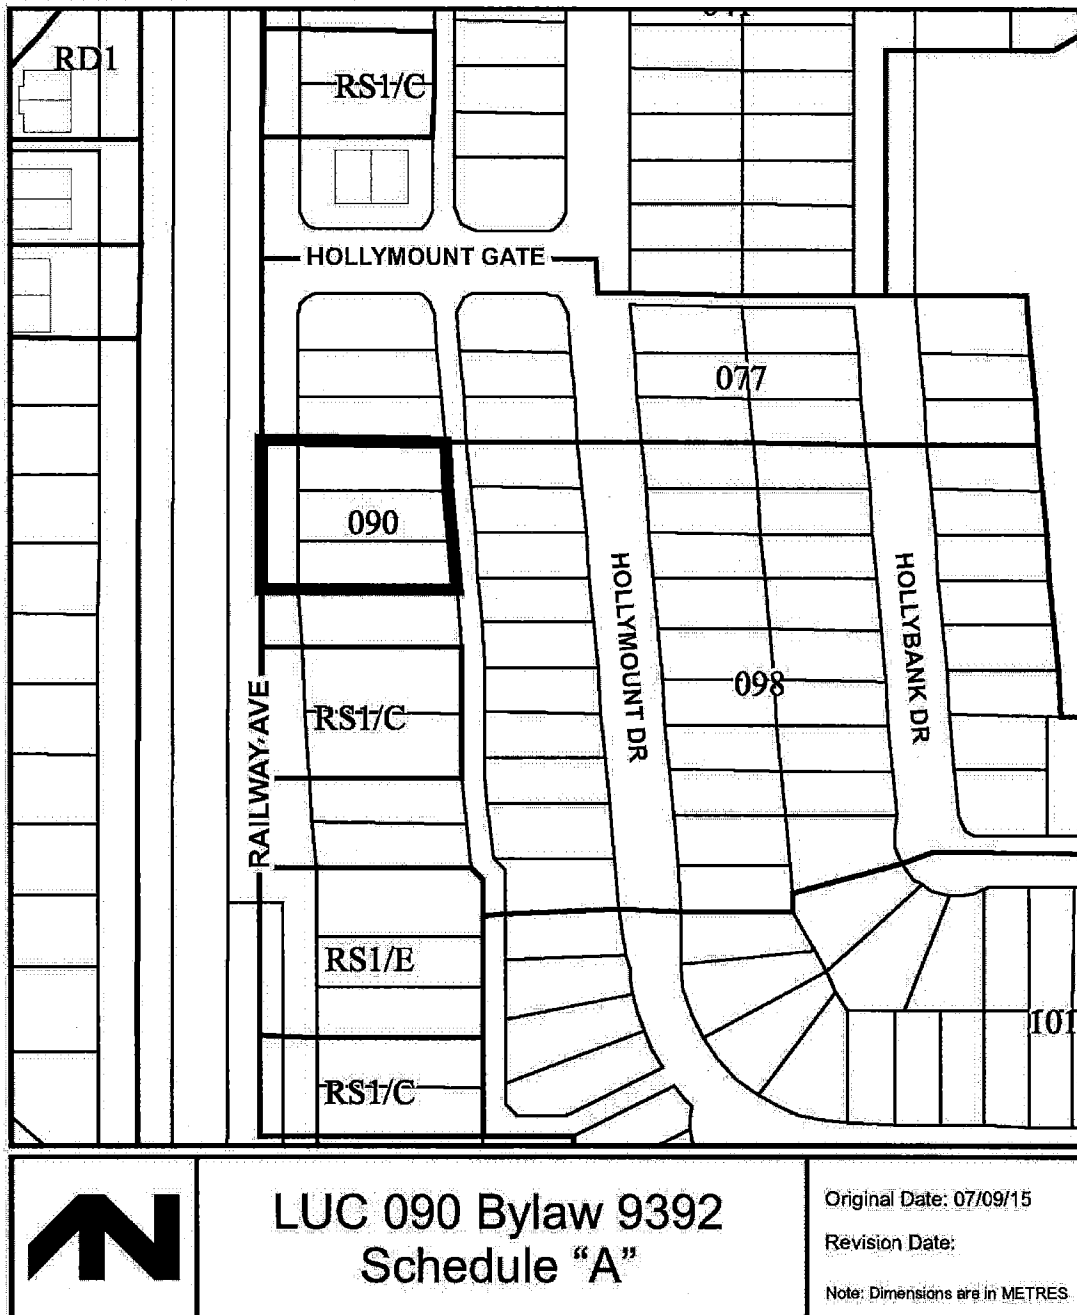 RD1
RS1/C
HOLLYMOUNT GATE
077
090
HOLLYMOUNT DR
HOLLYBANK DR
098
RAILWAY AVE
RS1/C
RS1/E
101
RS1/C
LUC 090 Bylaw 9392
Schedule “A”
Original Date: 07/09/15
Revision Date:
Note: Dimensions are in METRES